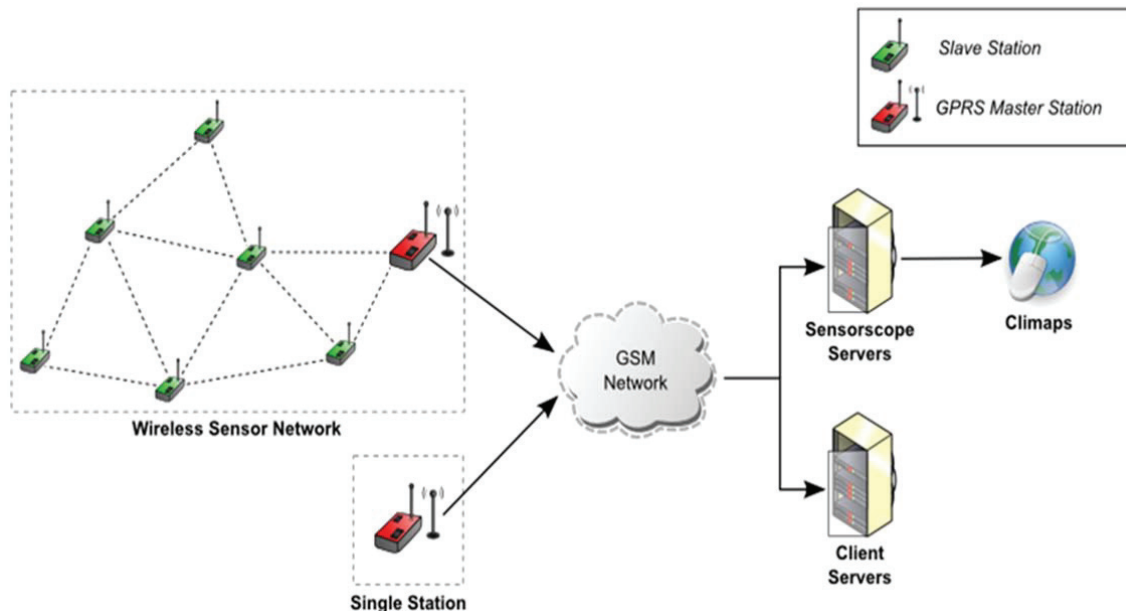 Slave Station
GPRS Master Station
Wireless Sensor Network
GSM
Network
Sensorscope
Servers
Climaps
Client
Servers
Single Station